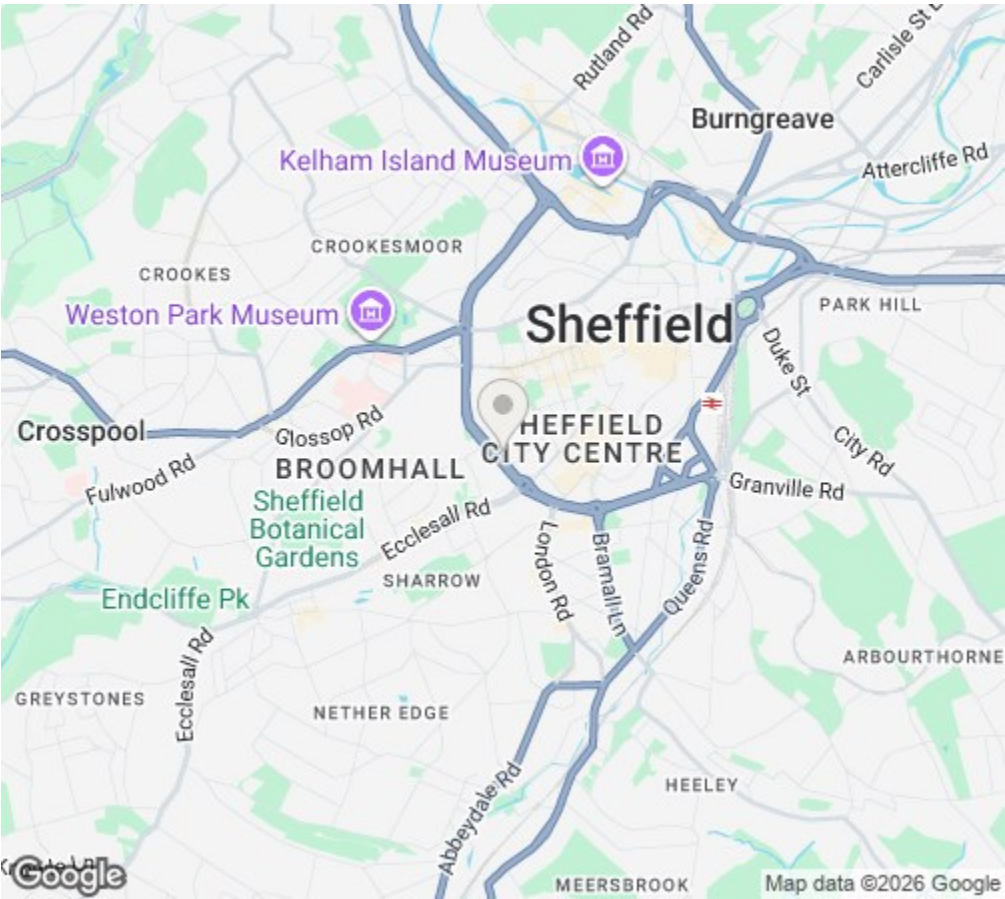 Rutland Rd
Carlisle St
Burngreave
Kelham Island Museum
Attercliffe Rd
CROOKESMOOR
CROOKES
Weston Park Museum
Sheffield
PARK HILL
Duke St
Crosspool
Glossop Rd
HEFFIELD
CITY CENTRE
City Rd
Fulwood Rd
BROOMHALL
Granville Rd
Sheffield
Botanical
Gardens
Ecclesall Rd
London Rd
Bramall Ln
Queens Rd
SHARROW
Endcliffe Pk
Ecclesall Rd
ARBOURTHORNE
GREYSTONES
NETHER EDGE
HEELEY
Abbeydale Rd
Google
MEERSBROOK
Map data ©2026 Google